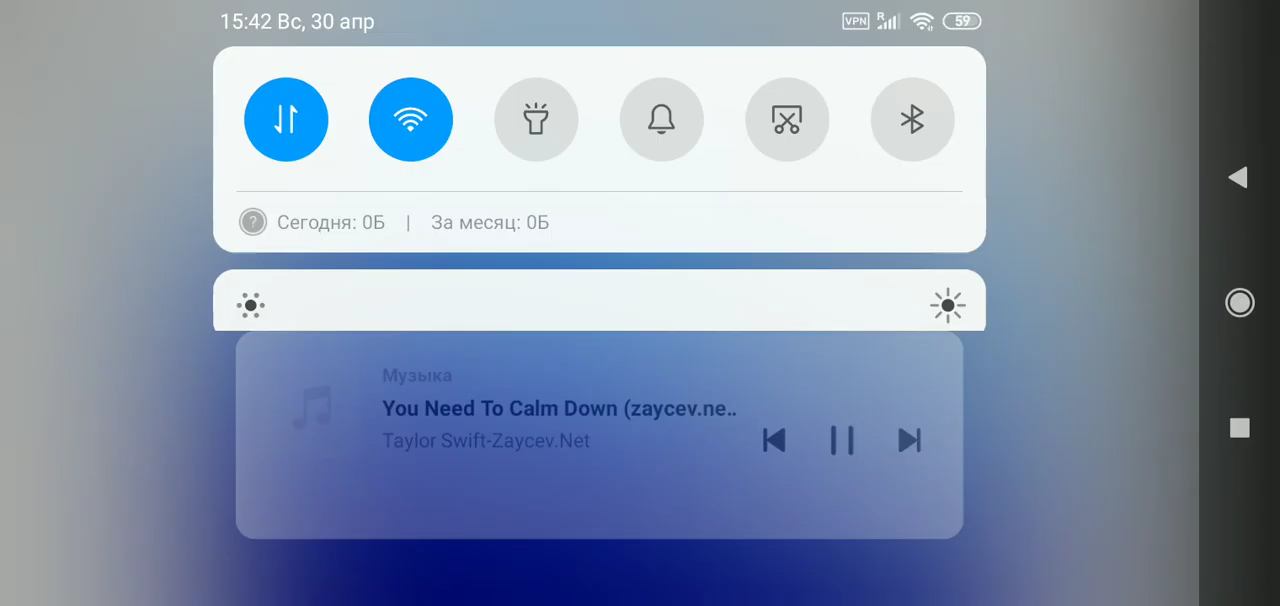 15:42 Вс, 30 апр
VPN R 59
Сегодня: 0Б | За месяц: 0Б
Музыка
You Need To Calm Down (zaycev.ne..
Taylor Swift-Zaycev.Net